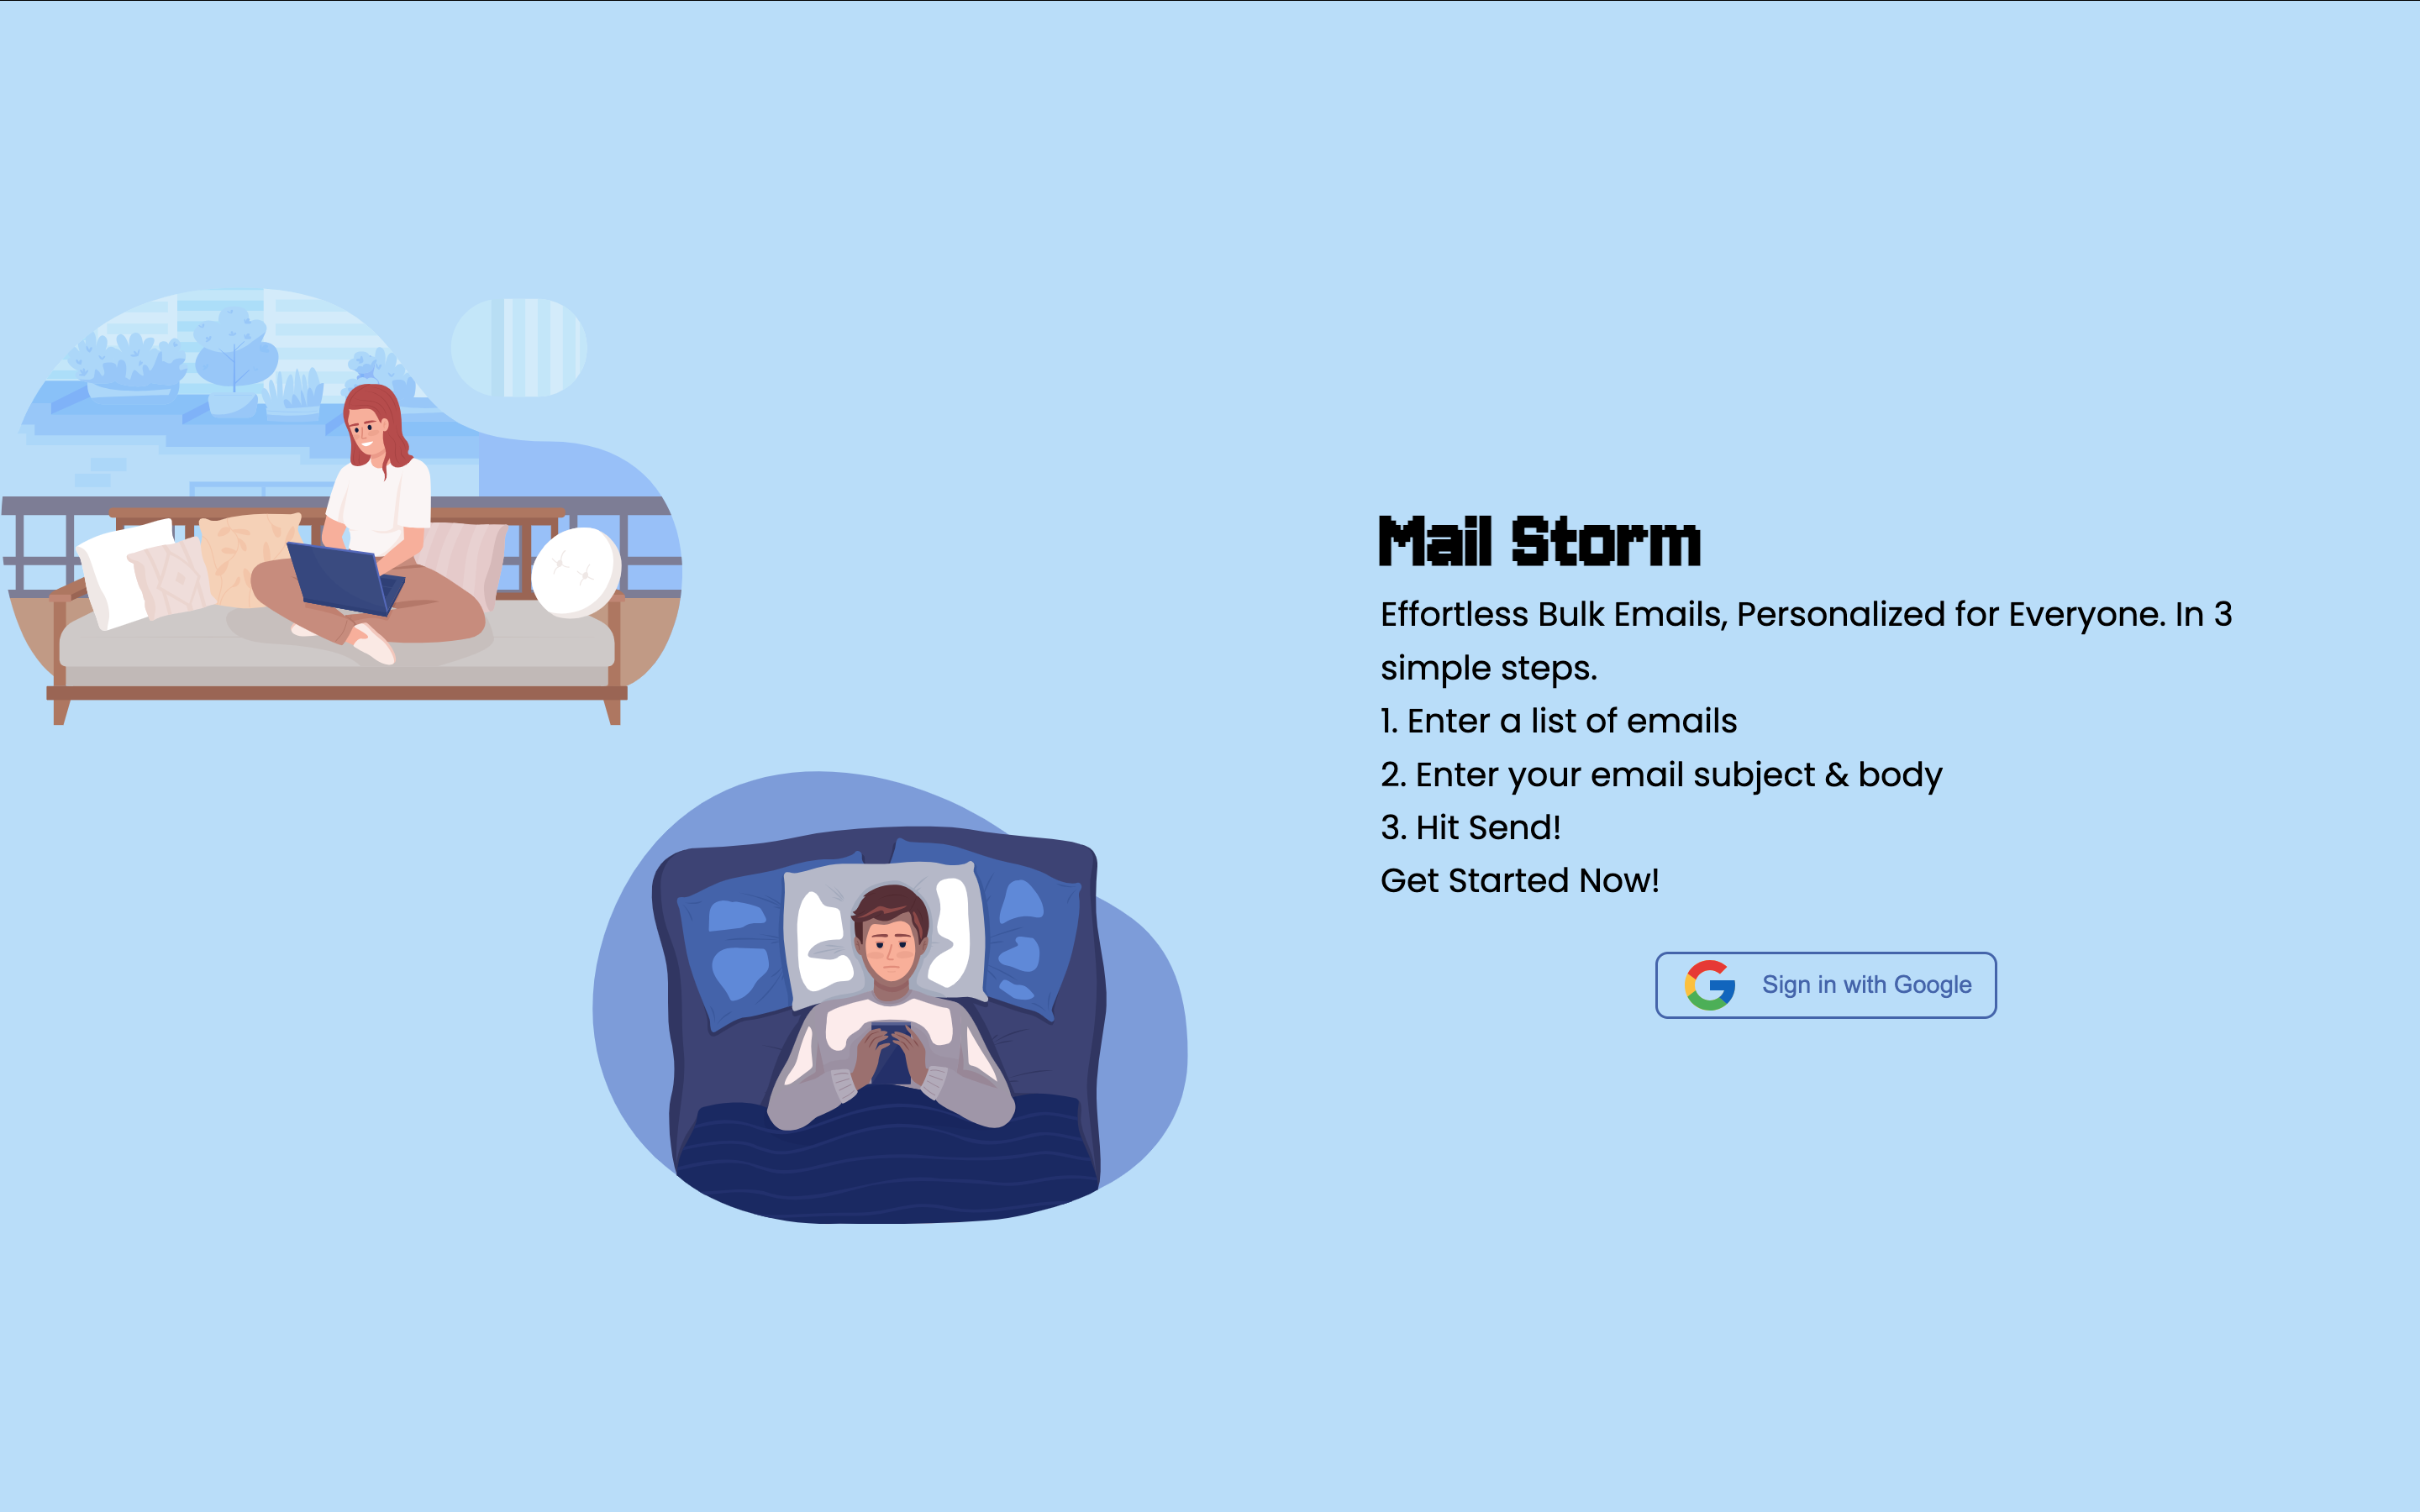 Mail Storm
Effortless Bulk Emails, Personalized for Everyone. In 3
simple steps.
1. Enter a list of emails
2. Enter your email subject & body
3. Hit Send!
Get Started Now!
Sign in with Google